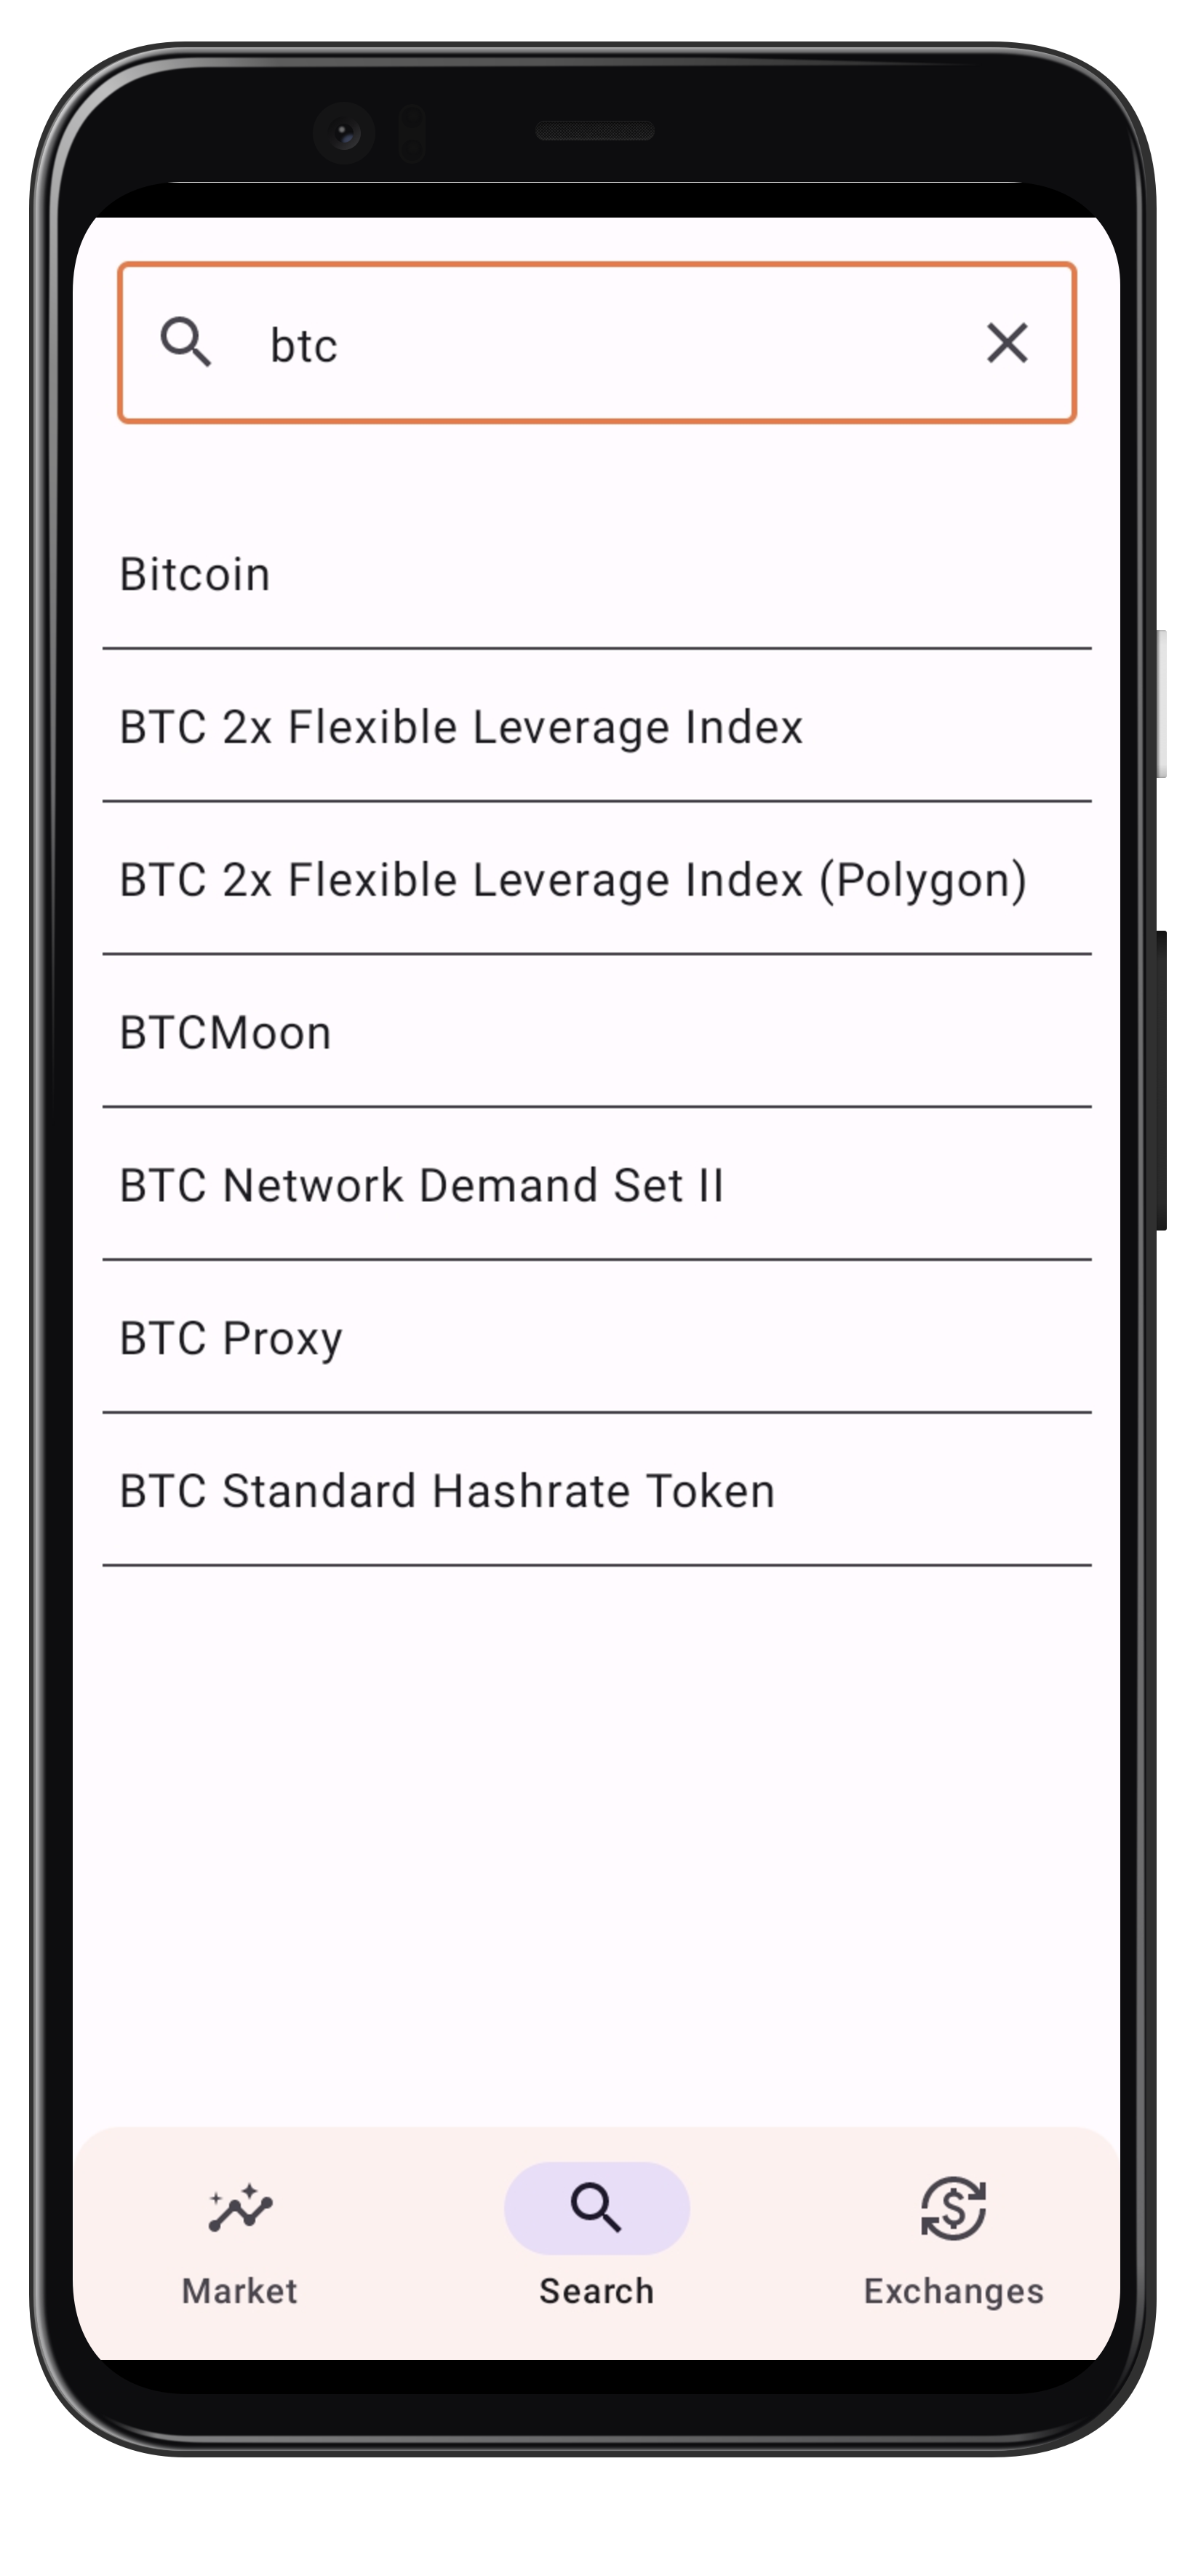 btc
Bitcoin
BTC 2x Flexible Leverage Index
BTC 2x Flexible Leverage Index (Polygon)
BTCMoon
BTC Network Demand Set II
BTC Proxy
BTC Standard Hashrate Token
Market
Search
Exchanges